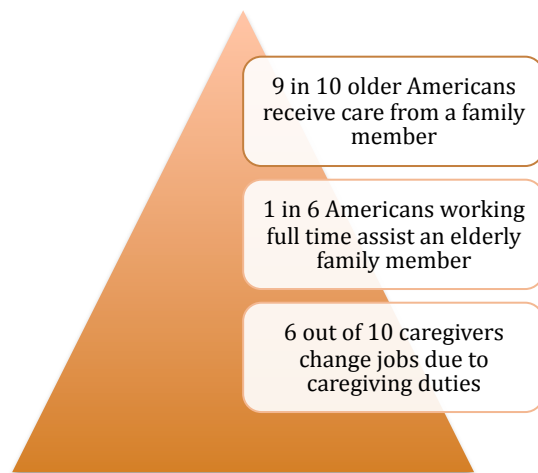 9 in 10 older Americans
receive care from a family
member
1 in 6 Americans working
full time assist an elderly
family member
6 out of 10 caregivers
change jobs due to
caregiving duties